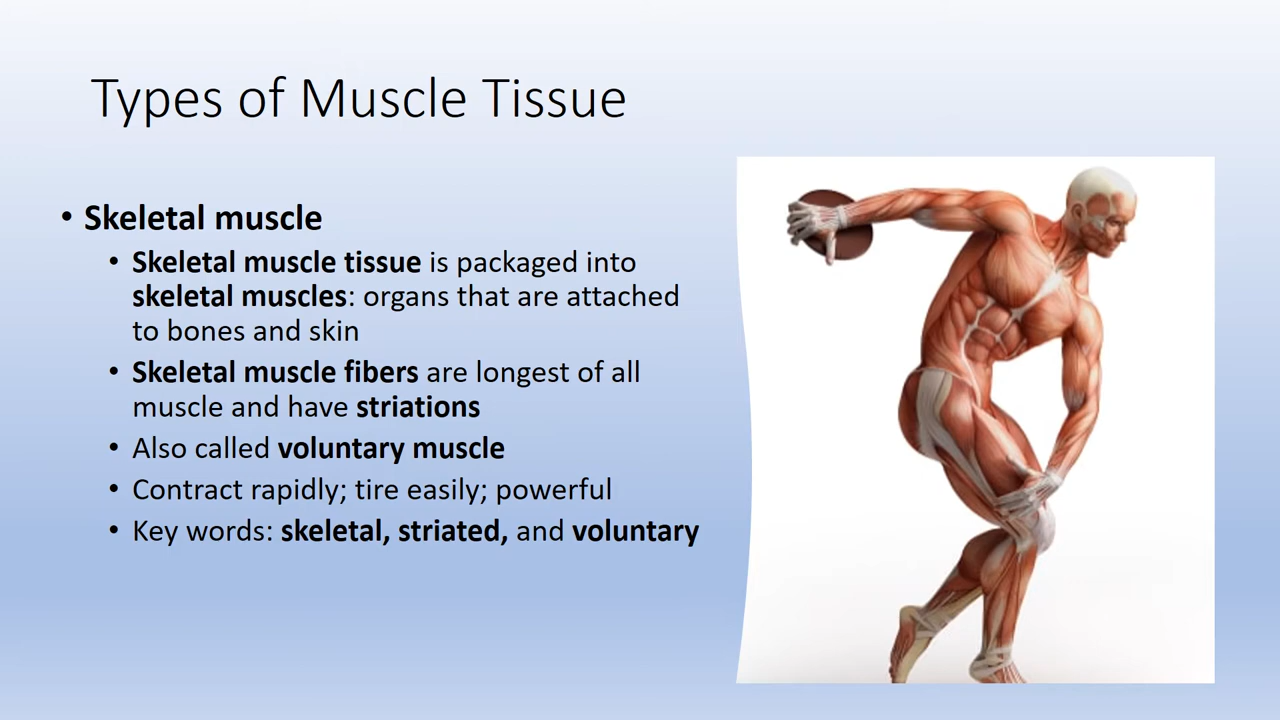 Types of Muscle Tissue
• Skeletal muscle
• Skeletal muscle tissue is packaged into
skeletal muscles: organs that are attached
to bones and skin
• Skeletal muscle fibers are longest of all
muscle and have striations
• Also called voluntary muscle
• Contract rapidly; tire easily; powerful
• Key words: skeletal, striated, and voluntary